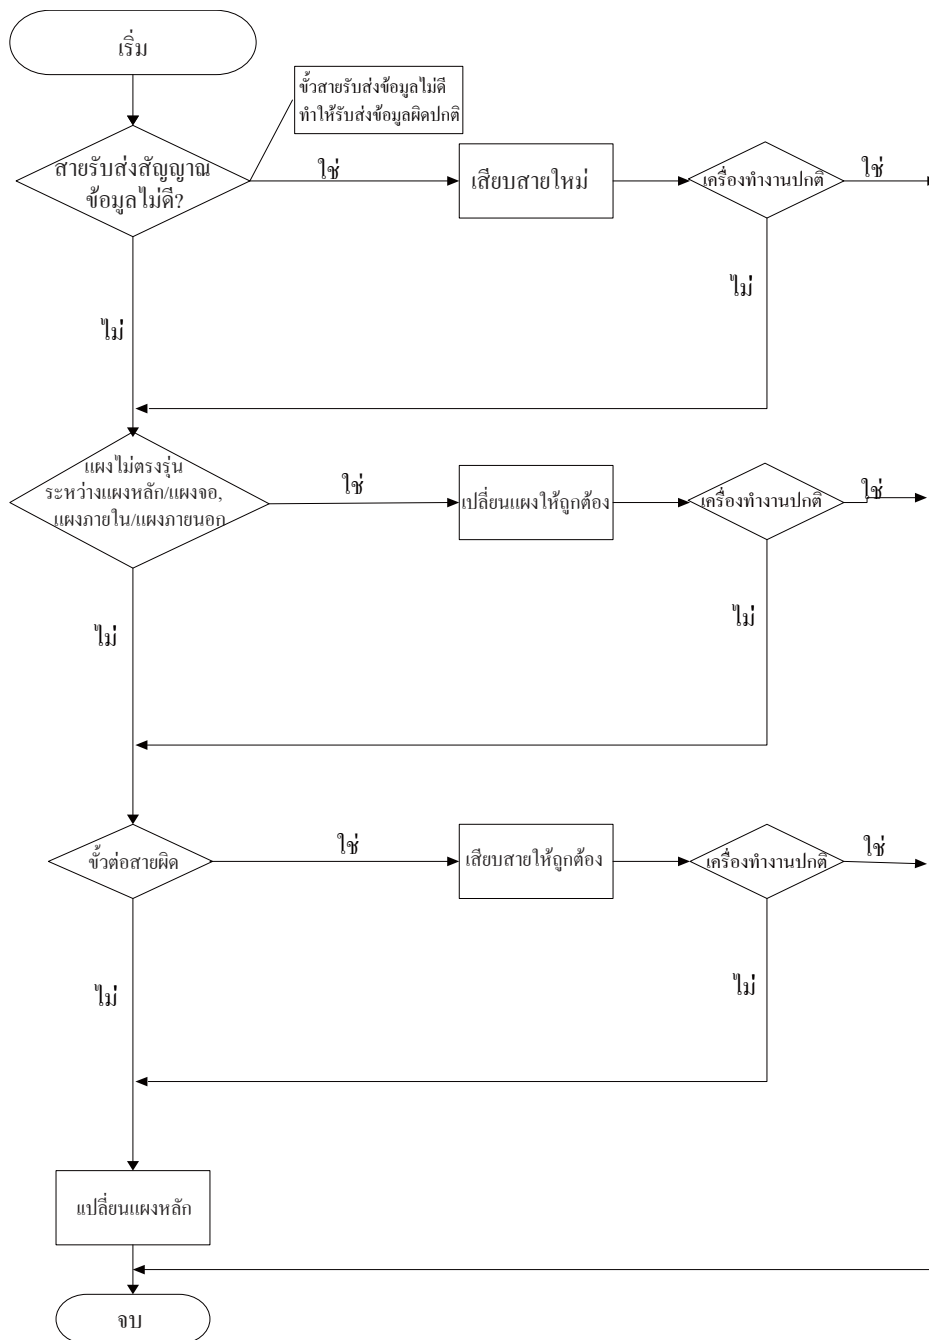 เริ่ม
ขั้วสายรับส่งข้อมูลไม่ดี
ทำให้รับส่งข้อมูลผิดปกติ
สายรับส่งสัญญาณ
ข้อมูลไม่ดี?
ใช่
เสียบสายใหม่
เครื่องทำงานปกติ
ใช่
ไม่
ไม่
แผงไม่ตรงรุ่น
ระหว่างแผงหลัก/แผงจอ,
แผงภายใน/แผงภายนอก
ใช่
เปลี่ยนแผงให้ถูกต้อง
เครื่องทำงานปกติ
ใช่
ไม่
ไม่
ขั้วต่อสายผิด
ใช่
เสียบสายให้ถูกต้อง
เครื่องทำงานปกติ
ใช่
ไม่
ไม่
แปลี่ยนแผงหลัก
จบ